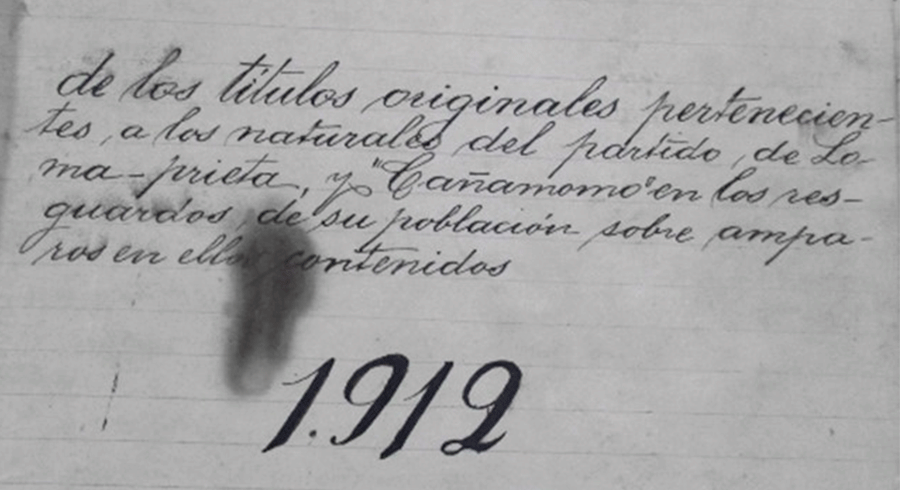 de los títulos originales pertenecien-
tes, a los naturales del partido, de Lo-
ma-prieta, y "Cañamomo" en los res-
guardos, de su población sobre ampa-
ros en ellos contenidos
1.912